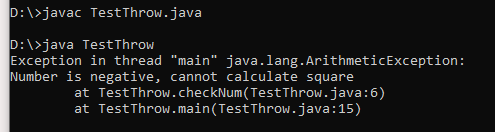 D:\>javac TestThrow.java
D:\>java TestThrow
Exception in thread "main" java.lang.ArithmeticException:
Number is negative, cannot calculate square
at TestThrow.checkNum(TestThrow.java:6)
at TestThrow.main(TestThrow.java:15)